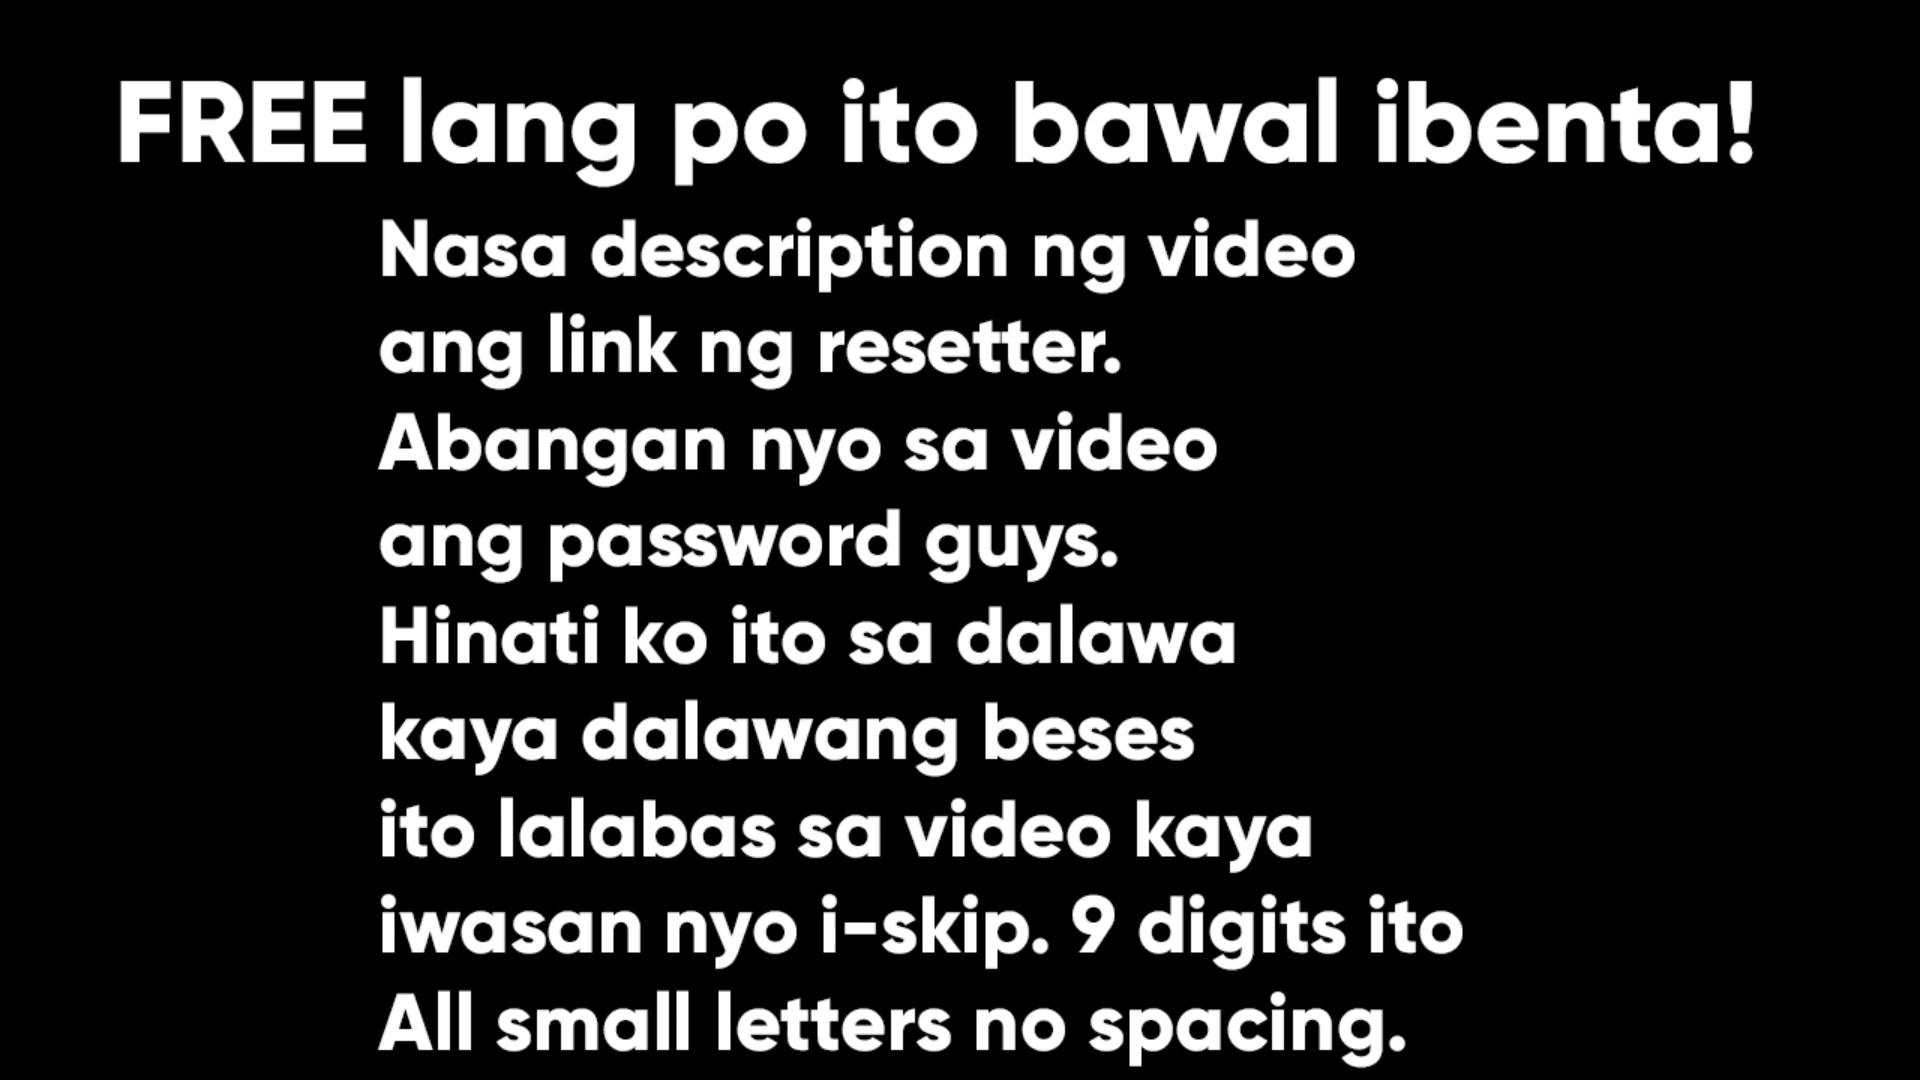 FREE lang po ito bawal ibenta!
Nasa description ng video
ang link ng resetter.
Abangan nyo sa video
ang password guys.
Hinati ko ito sa dalawa
kaya dalawang beses
ito lalabas sa video kaya
iwasan nyo i-skip. 9 digits ito
All small letters no spacing.